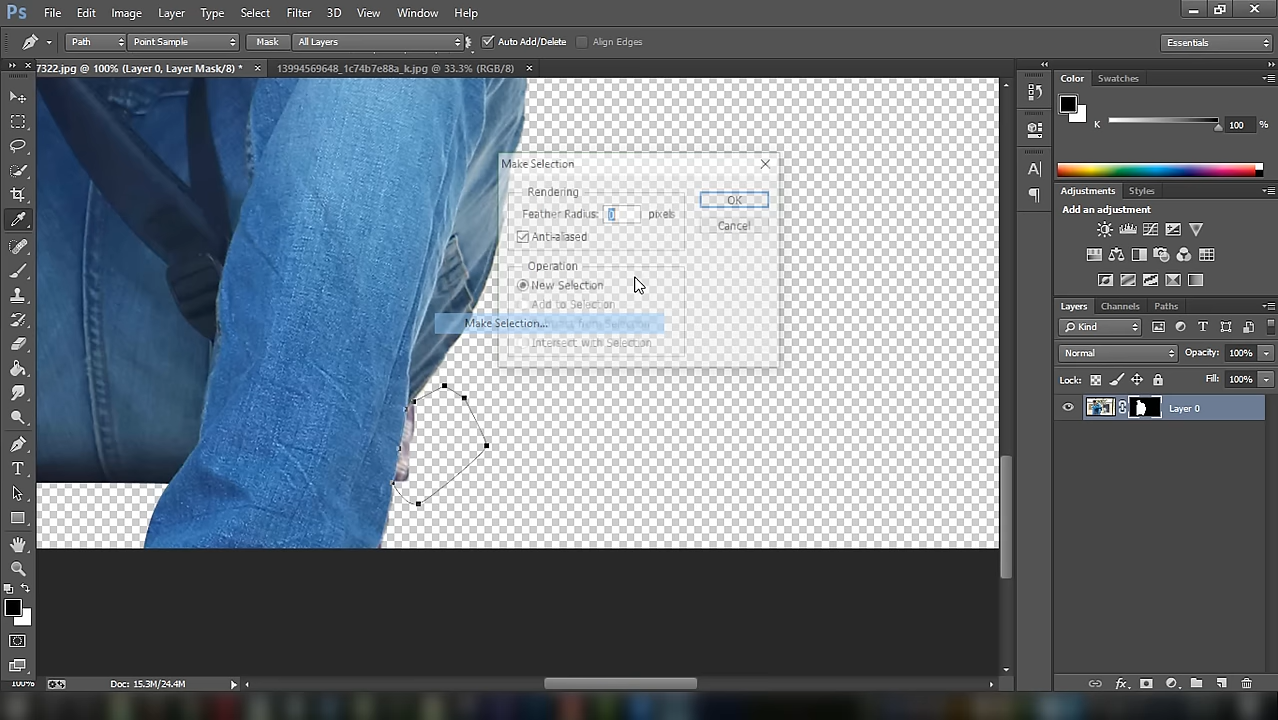 Ps File Edit Image Layer Type Select Filter 3D View Window Help
Path Point Sample Mask All Layers Auto Add/Delete Align Edges Essentials
7322.jpg @ 100% (Layer 0, Layer Mask/8) * × 13994569648_1c74b7e88a_k.jpg @ 33.3% (RGB/8) ×
Color Swatches
K 100 %
Make Selection
Rendering
Feather Radius: 0 pixels
Anti-aliased
OK
Cancel
Operation
New Selection
Add to Selection
Make Selection...
from Selection
Intersect with Selection
Adjustments Styles
Add an adjustment
Layers Channels Paths
Kind
Normal Opacity: 100%
Lock: Fill: 100%
Layer 0
100% Doc: 15.3M/24.4M